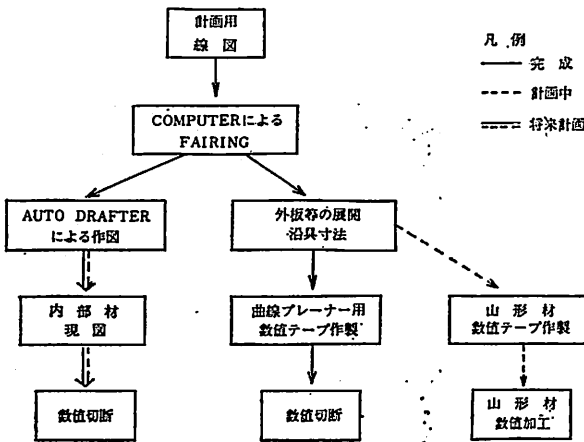 計画用
線図
凡例
完成
計画中
将来計画
COMPUTERによる
FAIRING
AUTO DRAFTER
による作図
外板等の展開
沿具寸法
内部材
現図
曲線プレーナー用
数値テープ作製
山形材
数値テープ作製
数値切断
数値切断
山形材
数値加工